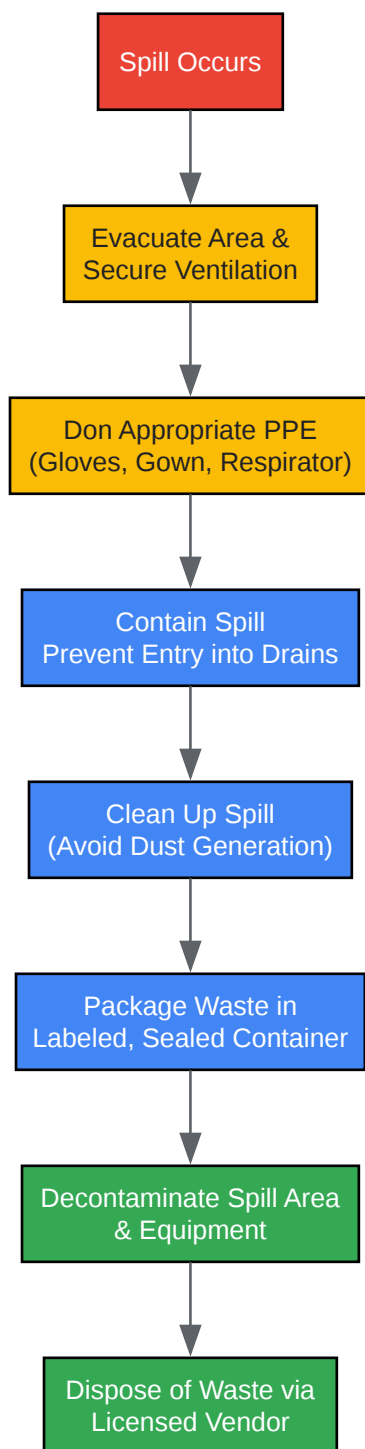 Spill Occurs
Evacuate Area &
Secure Ventilation
Don Appropriate PPE
(Gloves, Gown, Respirator)
Contain Spill
Prevent Entry into Drains
Clean Up Spill
(Avoid Dust Generation)
Package Waste in
Labeled, Sealed Container
Decontaminate Spill Area
& Equipment
Dispose of Waste via
Licensed Vendor